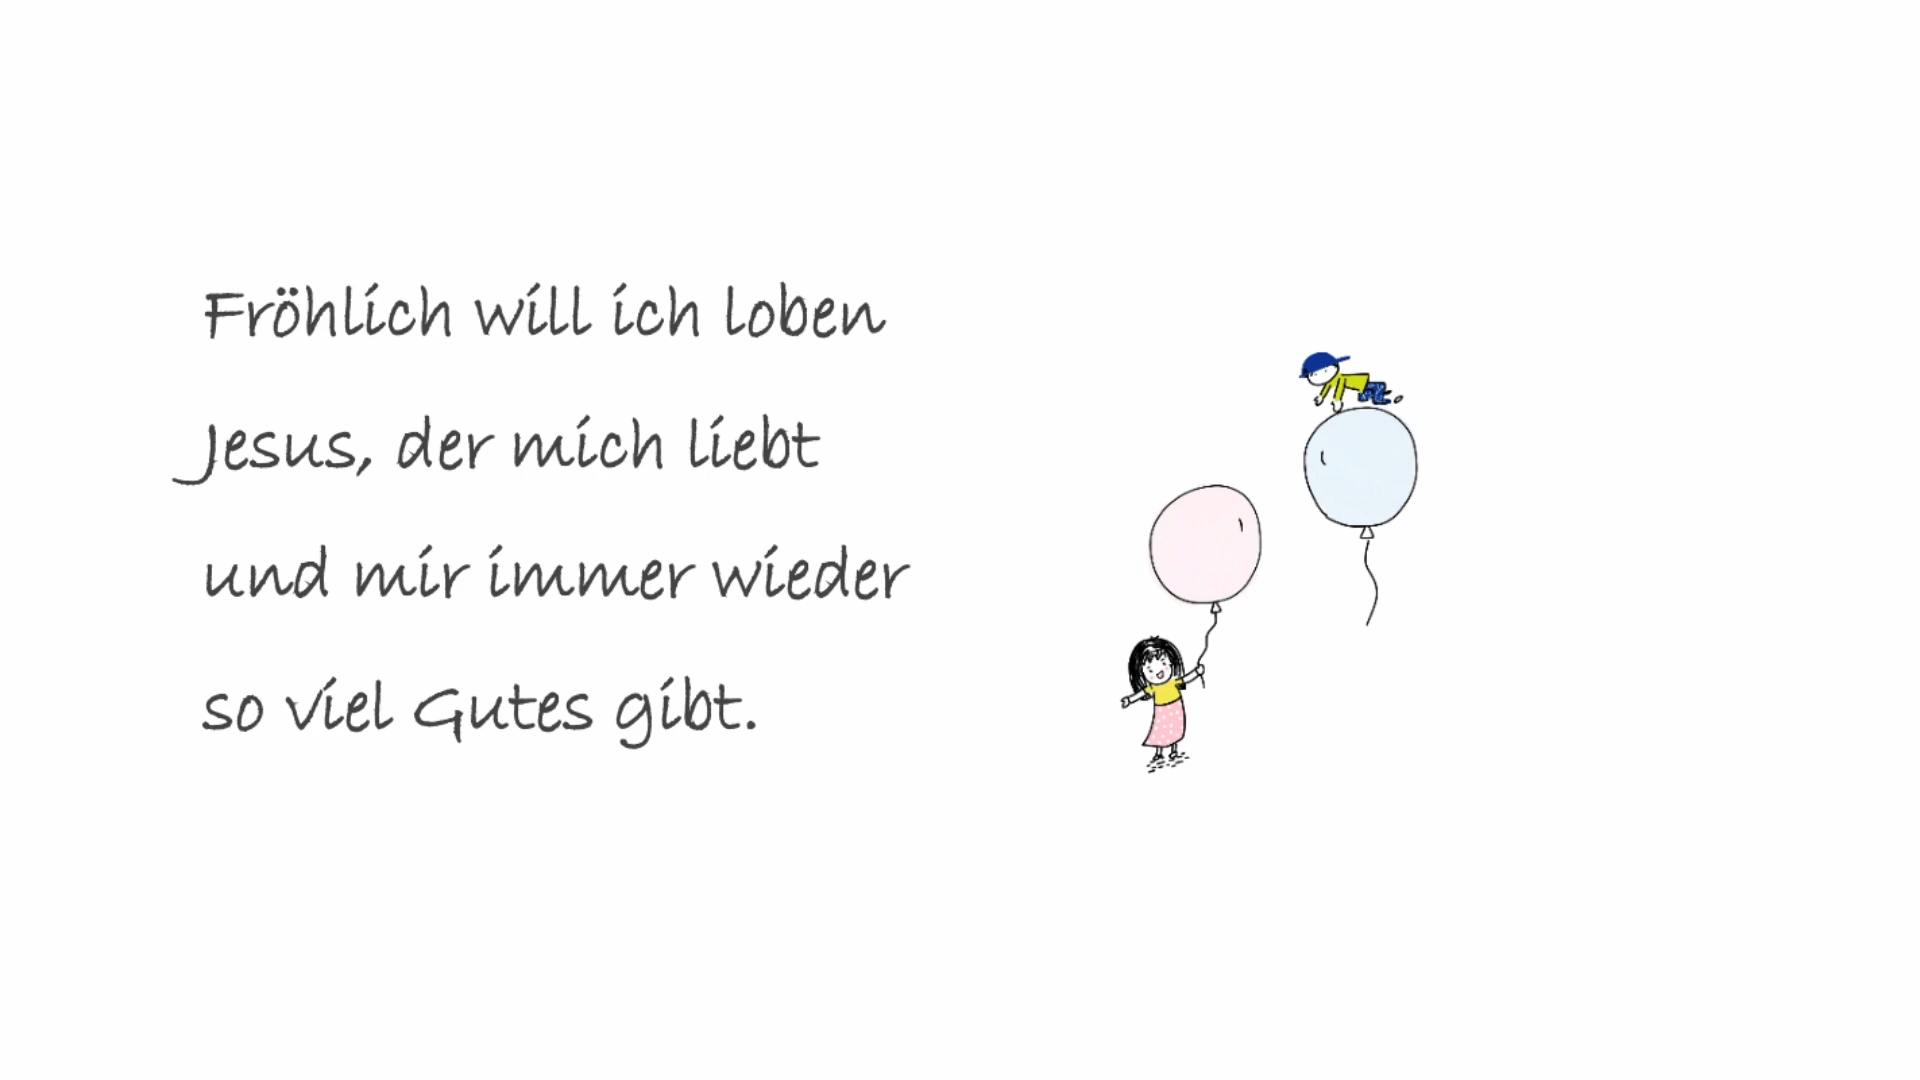 Fröhlich will ich loben
Jesus, der mich liebt
und mir immer wieder
so viel Gutes gibt.